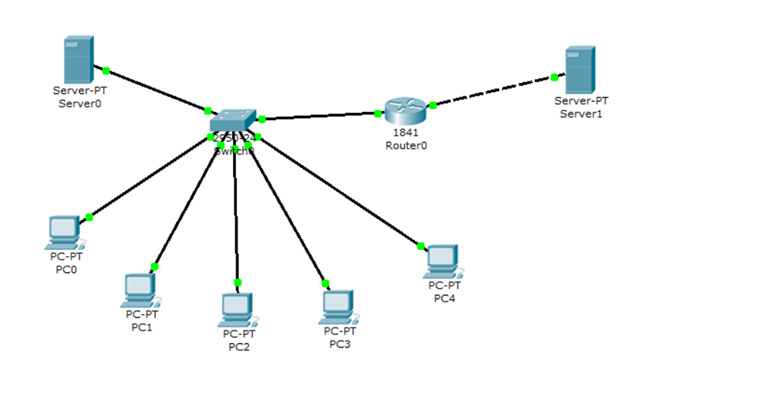 Server-PT
Server0
2950-24
Switch0
1841
Router0
Server-PT
Server1
PC-PT
PC0
PC-PT
PC1
PC-PT
PC2
PC-PT
PC3
PC-PT
PC4